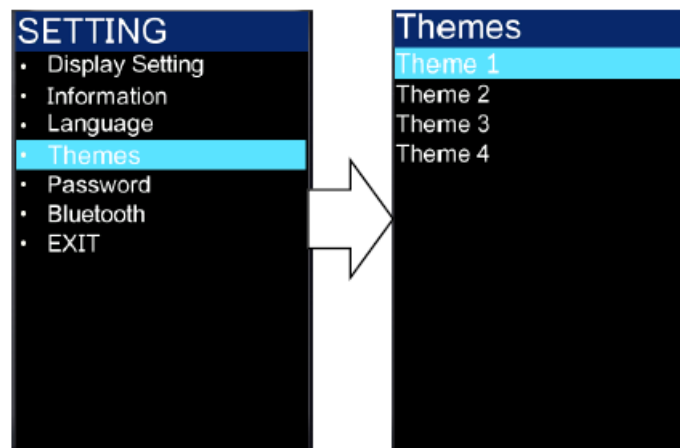 SETTING
• Display Setting
• Information
• Language
• Themes
• Password
• Bluetooth
• EXIT
Themes
Theme 1
Theme 2
Theme 3
Theme 4